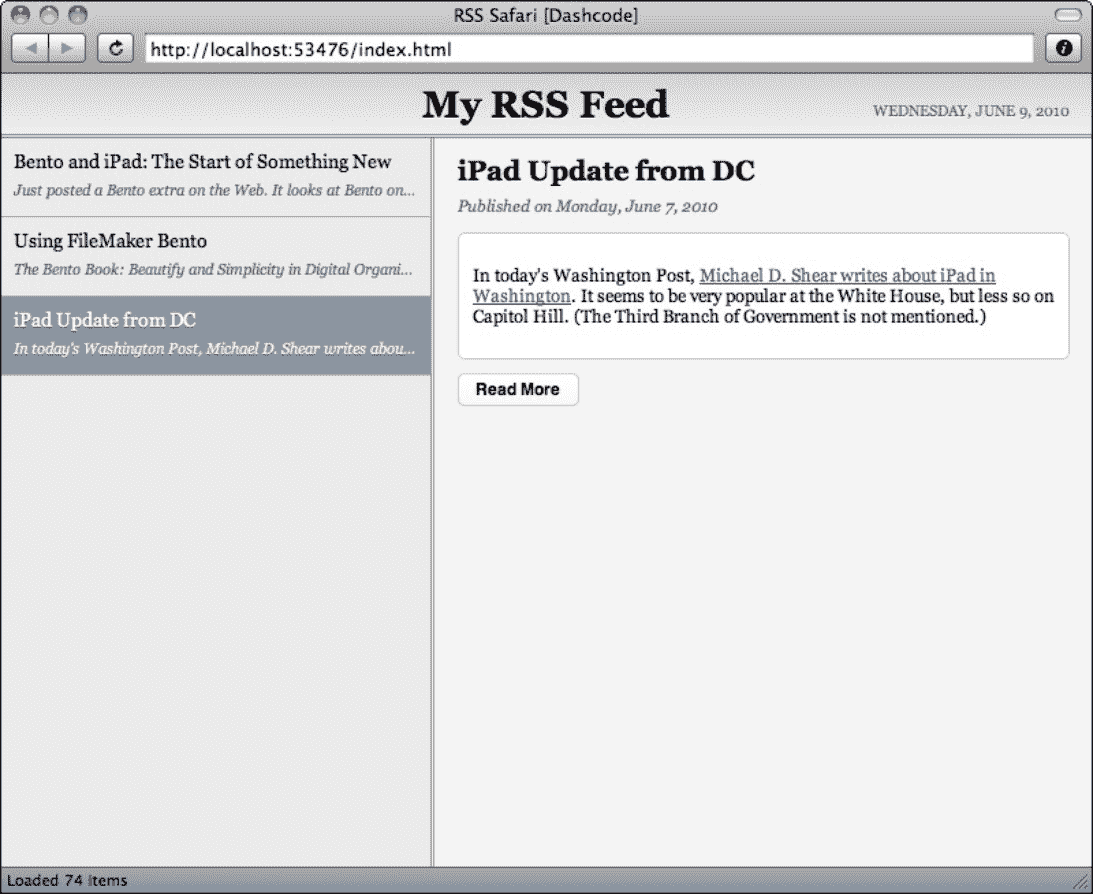 RSS Safari [Dashcode]
http://localhost:53476/index.html
My RSS Feed
WEDNESDAY, JUNE 9, 2010
Bento and iPad: The Start of Something New
Just posted a Bento extra on the Web. It looks at Bento on...
Using FileMaker Bento
The Bento Book: Beautify and Simplicity in Digital Organi...
iPad Update from DC
In today's Washington Post, Michael D. Shear writes abou...
iPad Update from DC
Published on Monday, June 7, 2010
In today's Washington Post, Michael D. Shear writes about iPad in
Washington. It seems to be very popular at the White House, but less so on
Capitol Hill. (The Third Branch of Government is not mentioned.)
Read More
Loaded 74 items